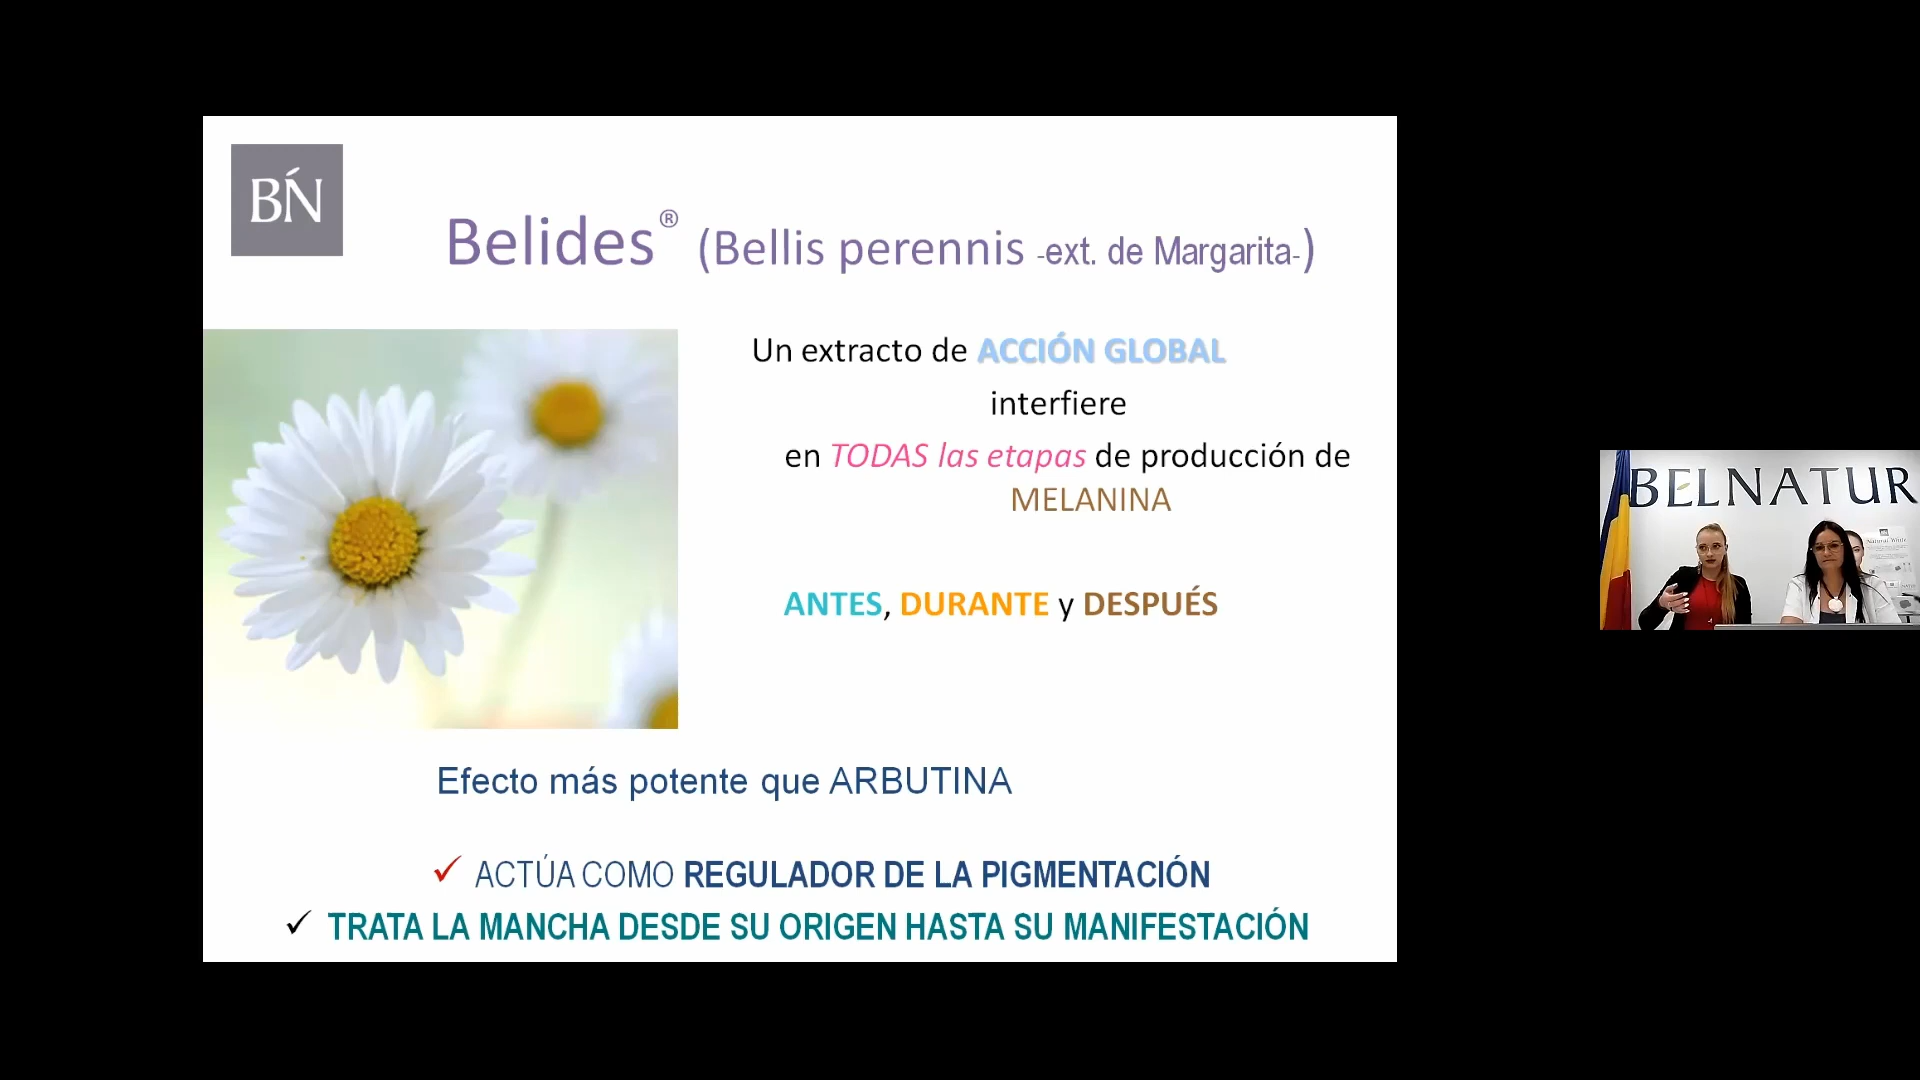 BŃ
Belides® (Bellis perennis -ext. de Margarita-)
Un extracto de ACCIÓN GLOBAL
interfiere
en TODAS las etapas de producción de
MELANINA
ANTES, DURANTE y DESPUÉS
Efecto más potente que ARBUTINA
✓ ACTÚA COMO REGULADOR DE LA PIGMENTACIÓN
✓ TRATA LA MANCHA DESDE SU ORIGEN HASTA SU MANIFESTACIÓN
BELNATUR